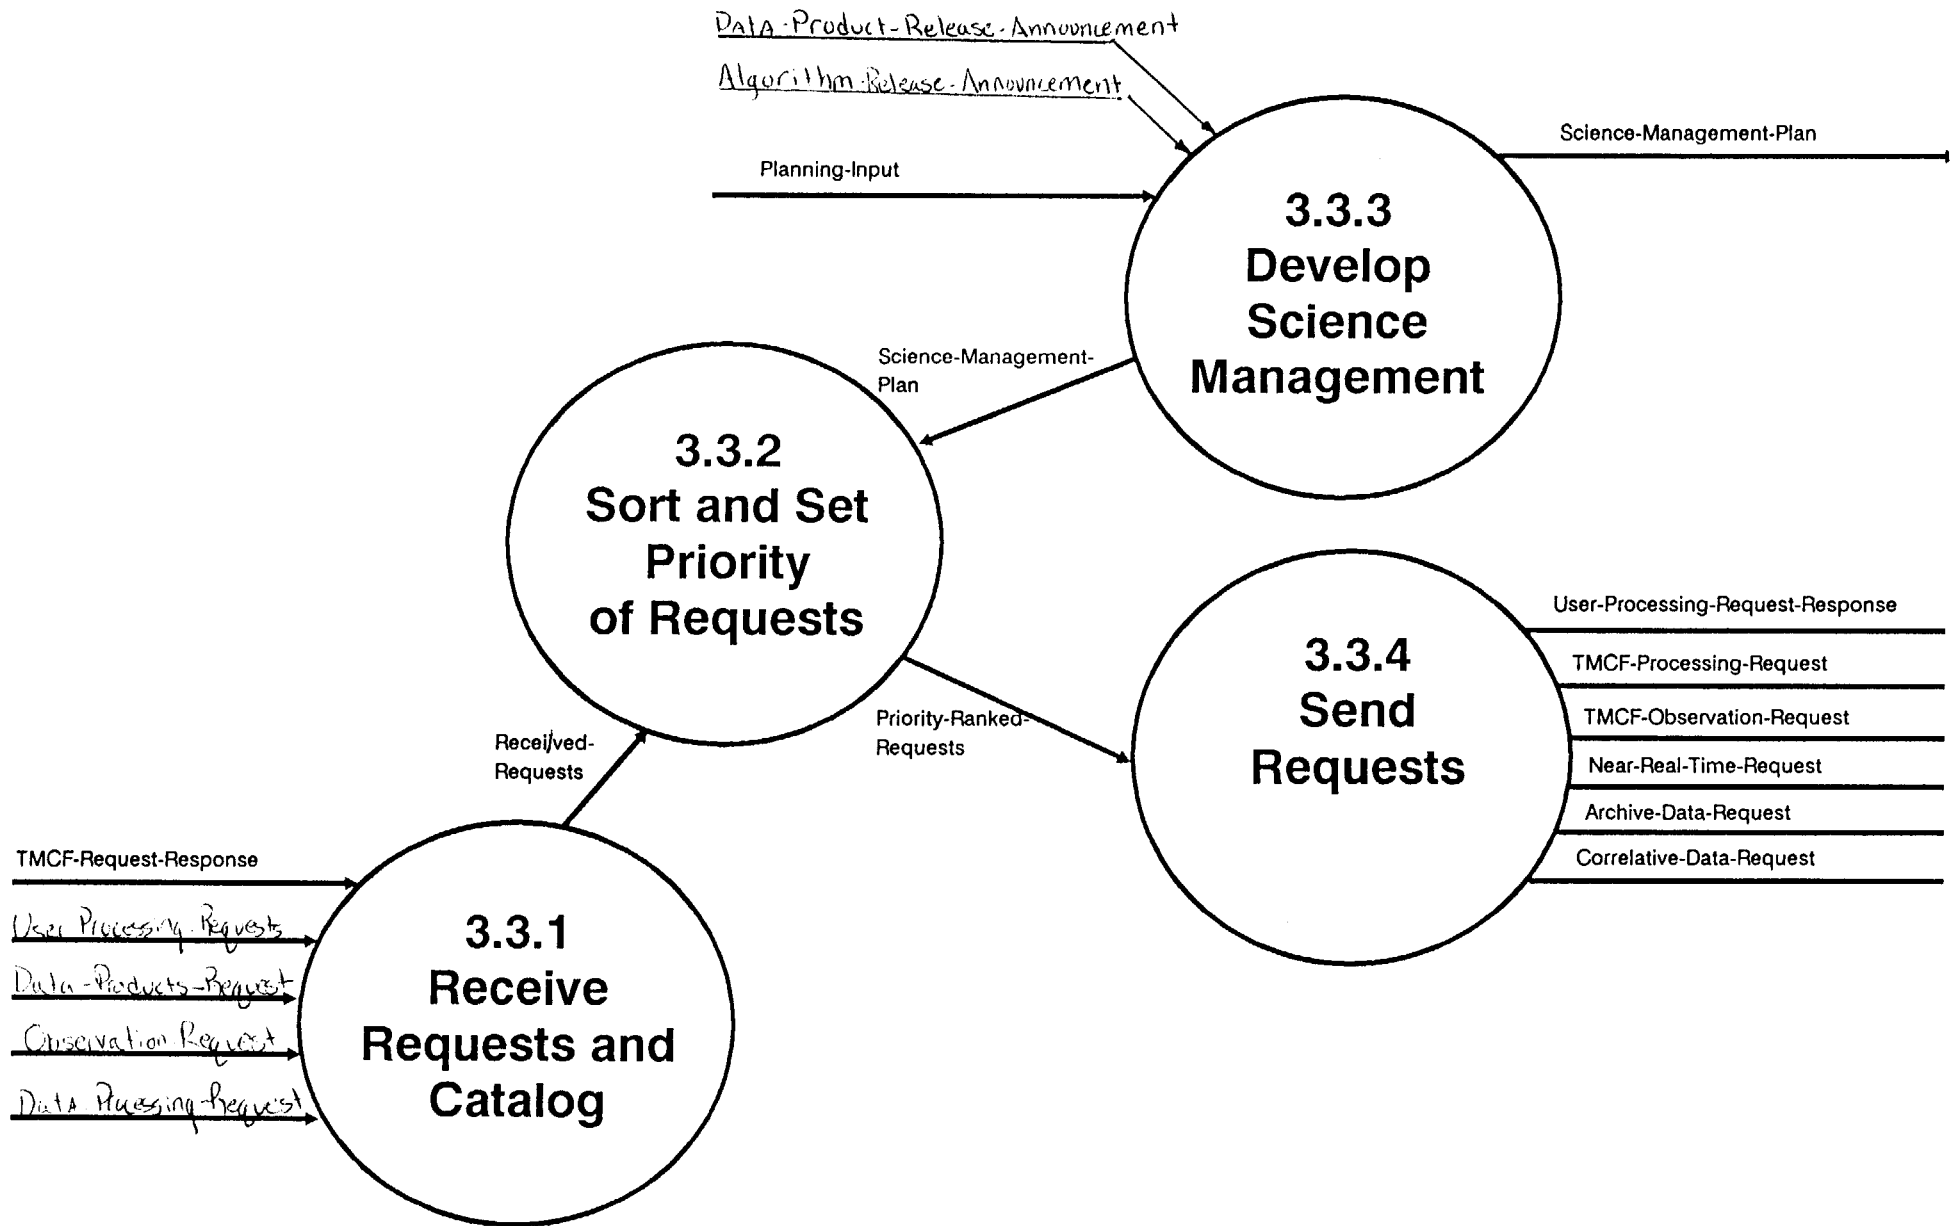 DATA-Product-Release-Announcement
Algorithm-Release-Announcement
Planning-Input
Science-Management-Plan
3.3.3
Develop
Science
Management
Science-Management-
Plan
3.3.2
Sort and Set
Priority
of Requests
User-Processing-Request-Response
TMCF-Processing-Request
TMCF-Observation-Request
Near-Real-Time-Request
Archive-Data-Request
Correlative-Data-Request
3.3.4
Send
Requests
Priority-Ranked-
Requests
Recei/ved-
Requests
TMCF-Request-Response
User Processing-Requests
Data-Products-Request
Observation-Request
DatA-Processing-Request
3.3.1
Receive
Requests and
Catalog